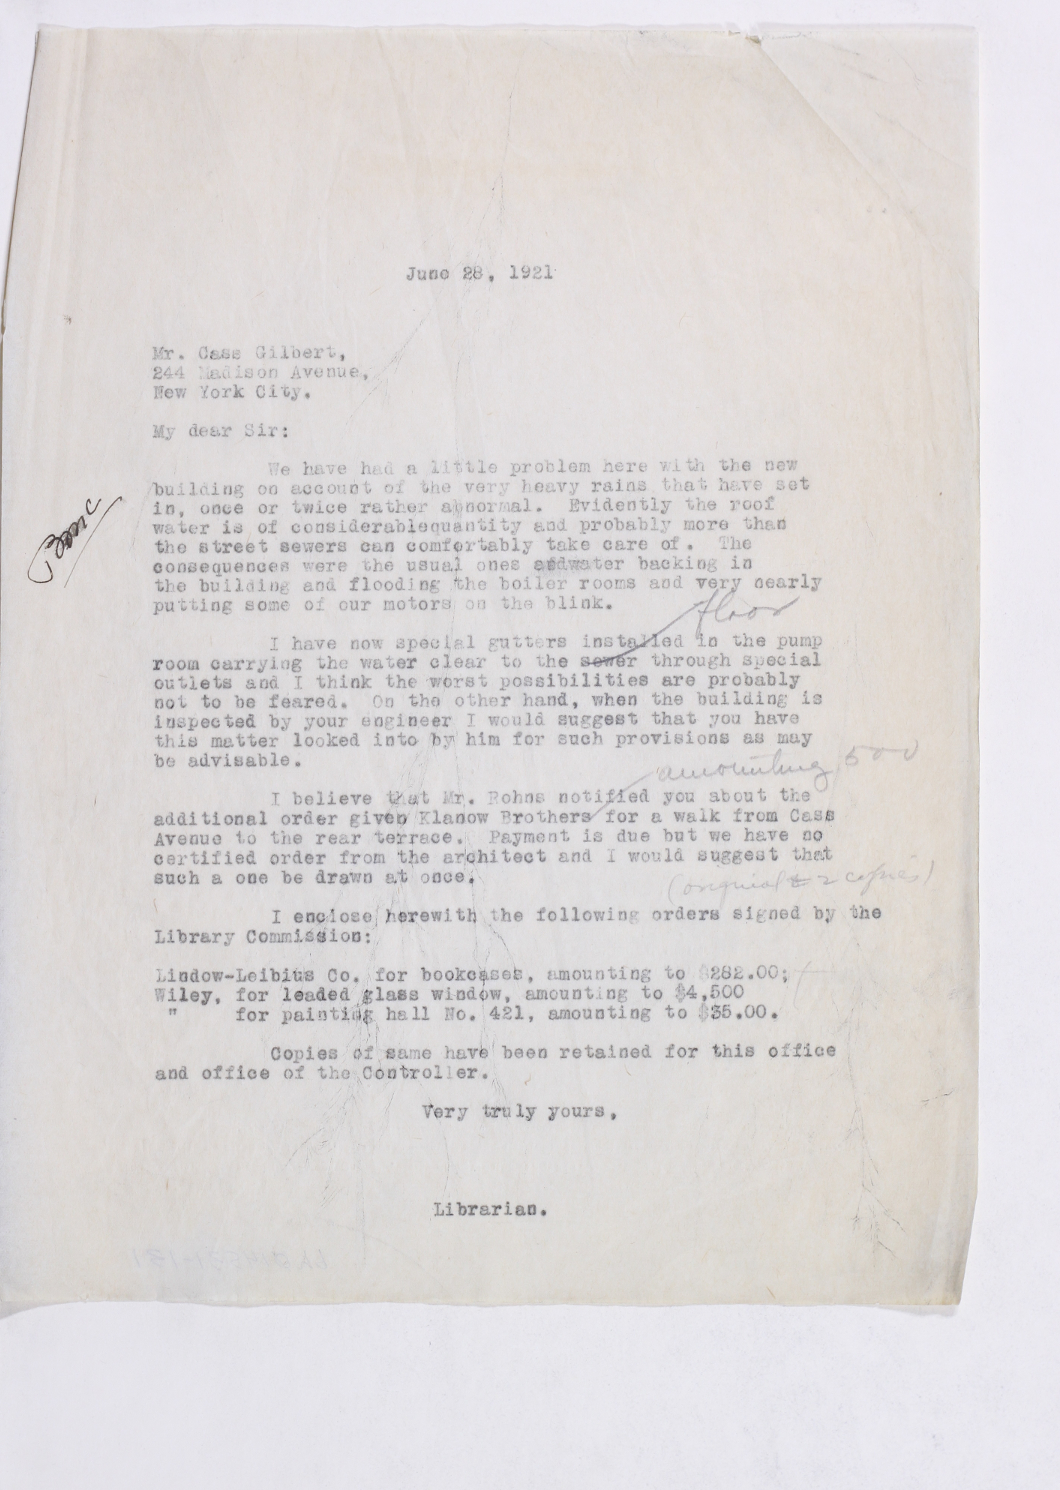 June 28, 1921
Mr. Cass Gilbert,
244 Madison Avenue,
New York City.
My dear Sir:
We have had a little problem here with the new
building on account of the very heavy rains that have set
in, once or twice rather abnormal. Evidently the roof
water is of considerablequantity and probably more than
the street sewers can comfortably take care of. The
consequences were the usual ones ofdwater backing in
the building and flooding the boiler rooms and very nearly
putting some of our motors on the blink.
floor
I have now special gutters installed in the pump
room carrying the water clear to the sewer through special
outlets and I think the worst possibilities are probably
not to be feared. On the other hand, when the building is
inspected by your engineer I would suggest that you have
this matter looked into by him for such provisions as may
be advisable.
amounting 500
I believe that Mr. Rohns notified you about the
additional order given Klanow Brothers for a walk from Cass
Avenue to the rear terrace. Payment is due but we have no
certified order from the architect and I would suggest that
such a one be drawn at once.
(original & 2 copies)
I enclose herewith the following orders signed by the
Library Commission:
Lindow-Leibius Co. for bookcases, amounting to $282.00;
Wiley, for leaded glass window, amounting to $4,500
" for painting hall No. 421, amounting to $35.00.
Copies of same have been retained for this office
and office of the Controller.
Very truly yours,
Librarian.